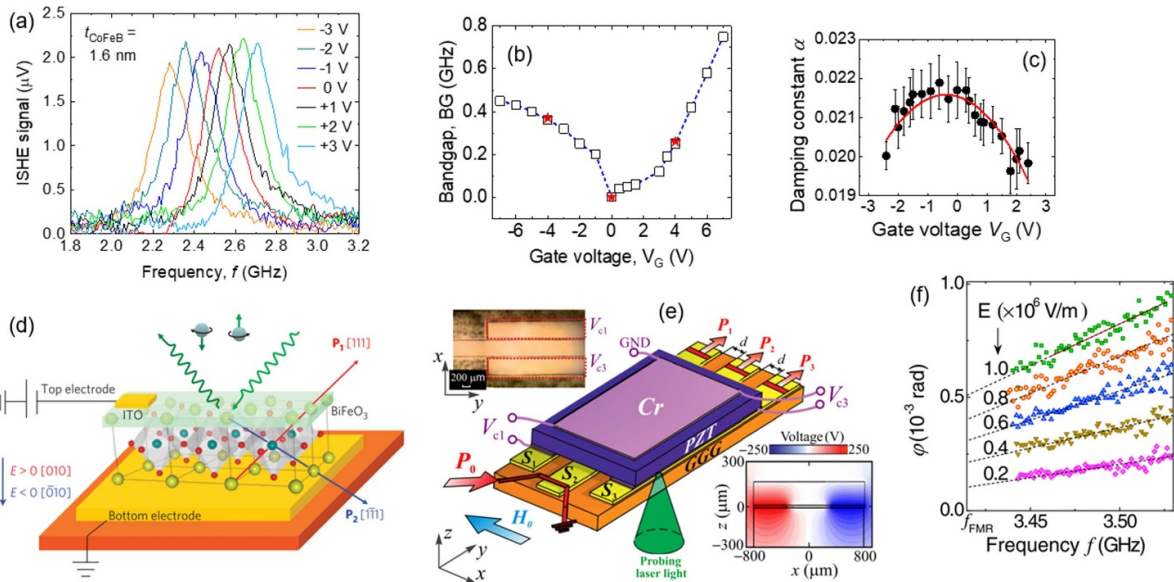 (a)
t_CoFeB =
1.6 nm
-3 V
-2 V
-1 V
0 V
+1 V
+2 V
+3 V
ISHE signal (μV)
2.5
2.0
1.5
1.0
0.5
0.0
1.8 2.0 2.2 2.4 2.6 2.8 3.0 3.2
Frequency, f (GHz)
(b)
Bandgap, BG (GHz)
0.8
0.6
0.4
0.2
0.0
-6 -4 -2 0 2 4 6
Gate voltage, V_G (V)
(c)
Damping constant α
0.023
0.022
0.021
0.020
0.019
-3 -2 -1 0 1 2 3
Gate voltage V_G (V)
(d)
Top electrode
ITO
P₁ [111]
BiFeO₃
E > 0 [010]
E < 0 [0̄10]
Bottom electrode
P₂ [11̄1]
(e)
V_c1
V_c3
x
y
200 μm
GND
P₁
d
P₂
d
P₃
V_c3
Cr
PZT
GGG
V_c1
P₀
S₁
S₂
S₃
H₀
z
y
x
Probing
laser light
Voltage (V)
-250 250
300
0
-300
z (μm)
-800 0 800
x (μm)
(f)
E (×10⁶ V/m)
1.0
0.8
0.6
0.4
0.2
φ (10⁻³ rad)
1.0
0.5
0.0
f_FMR
3.45 3.50
Frequency f (GHz)